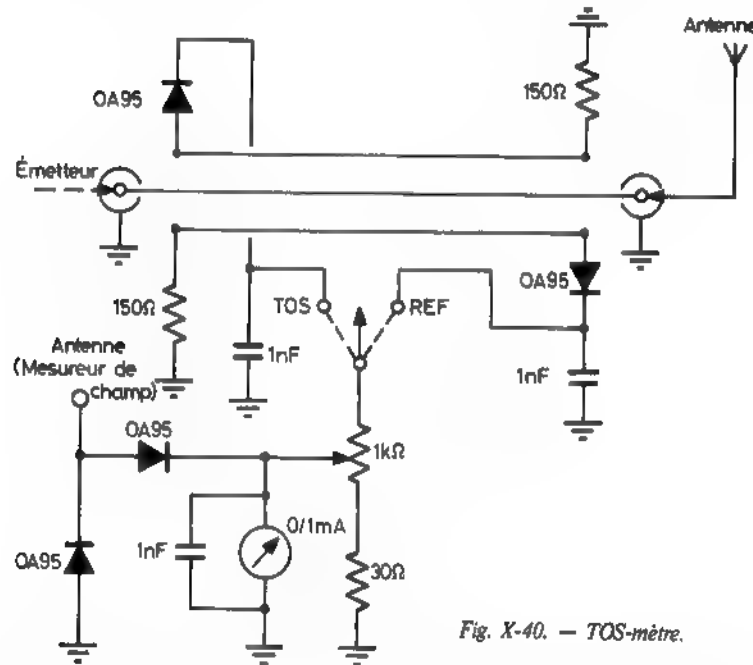 Antenne
OA95
150Ω
Émetteur
OA95
150Ω
TOS
REF
1nF
1nF
Antenne
(Mesureur de
champ)
OA95
1kΩ
OA95
1nF
0/1mA
30Ω
Fig. X-40. — TOS-mètre.